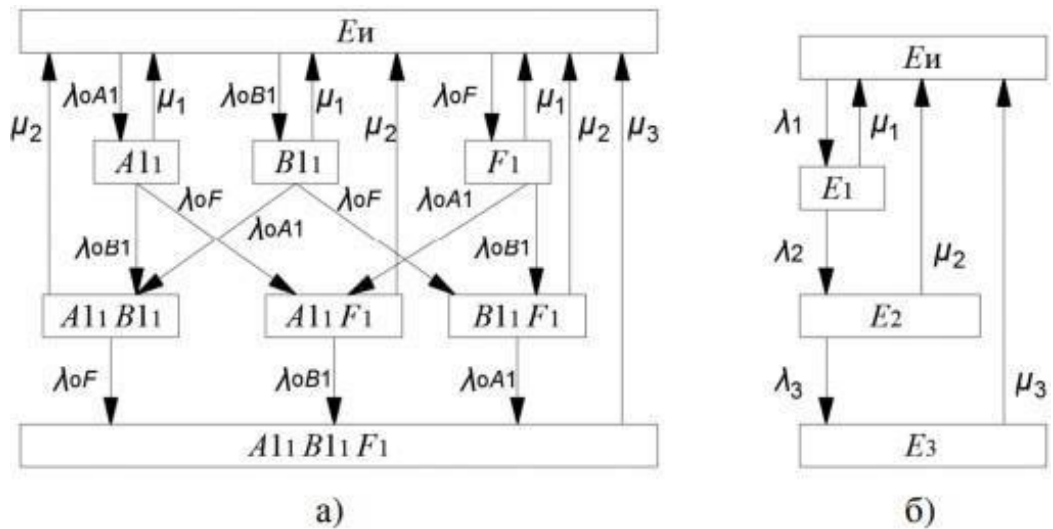 Eи
λoA1 μ1 λoB1 μ1 λoF μ1 μ2 μ3
μ2 μ2
A11 B11 F1
λoF λoA1 λoF λoA1
λoB1 λoB1
A11 B11 A11 F1 B11 F1
λoF λoB1 λoA1
A11 B11 F1
а)
Eи
λ1 μ1
E1
λ2 μ2
E2
λ3 μ3
E3
б)